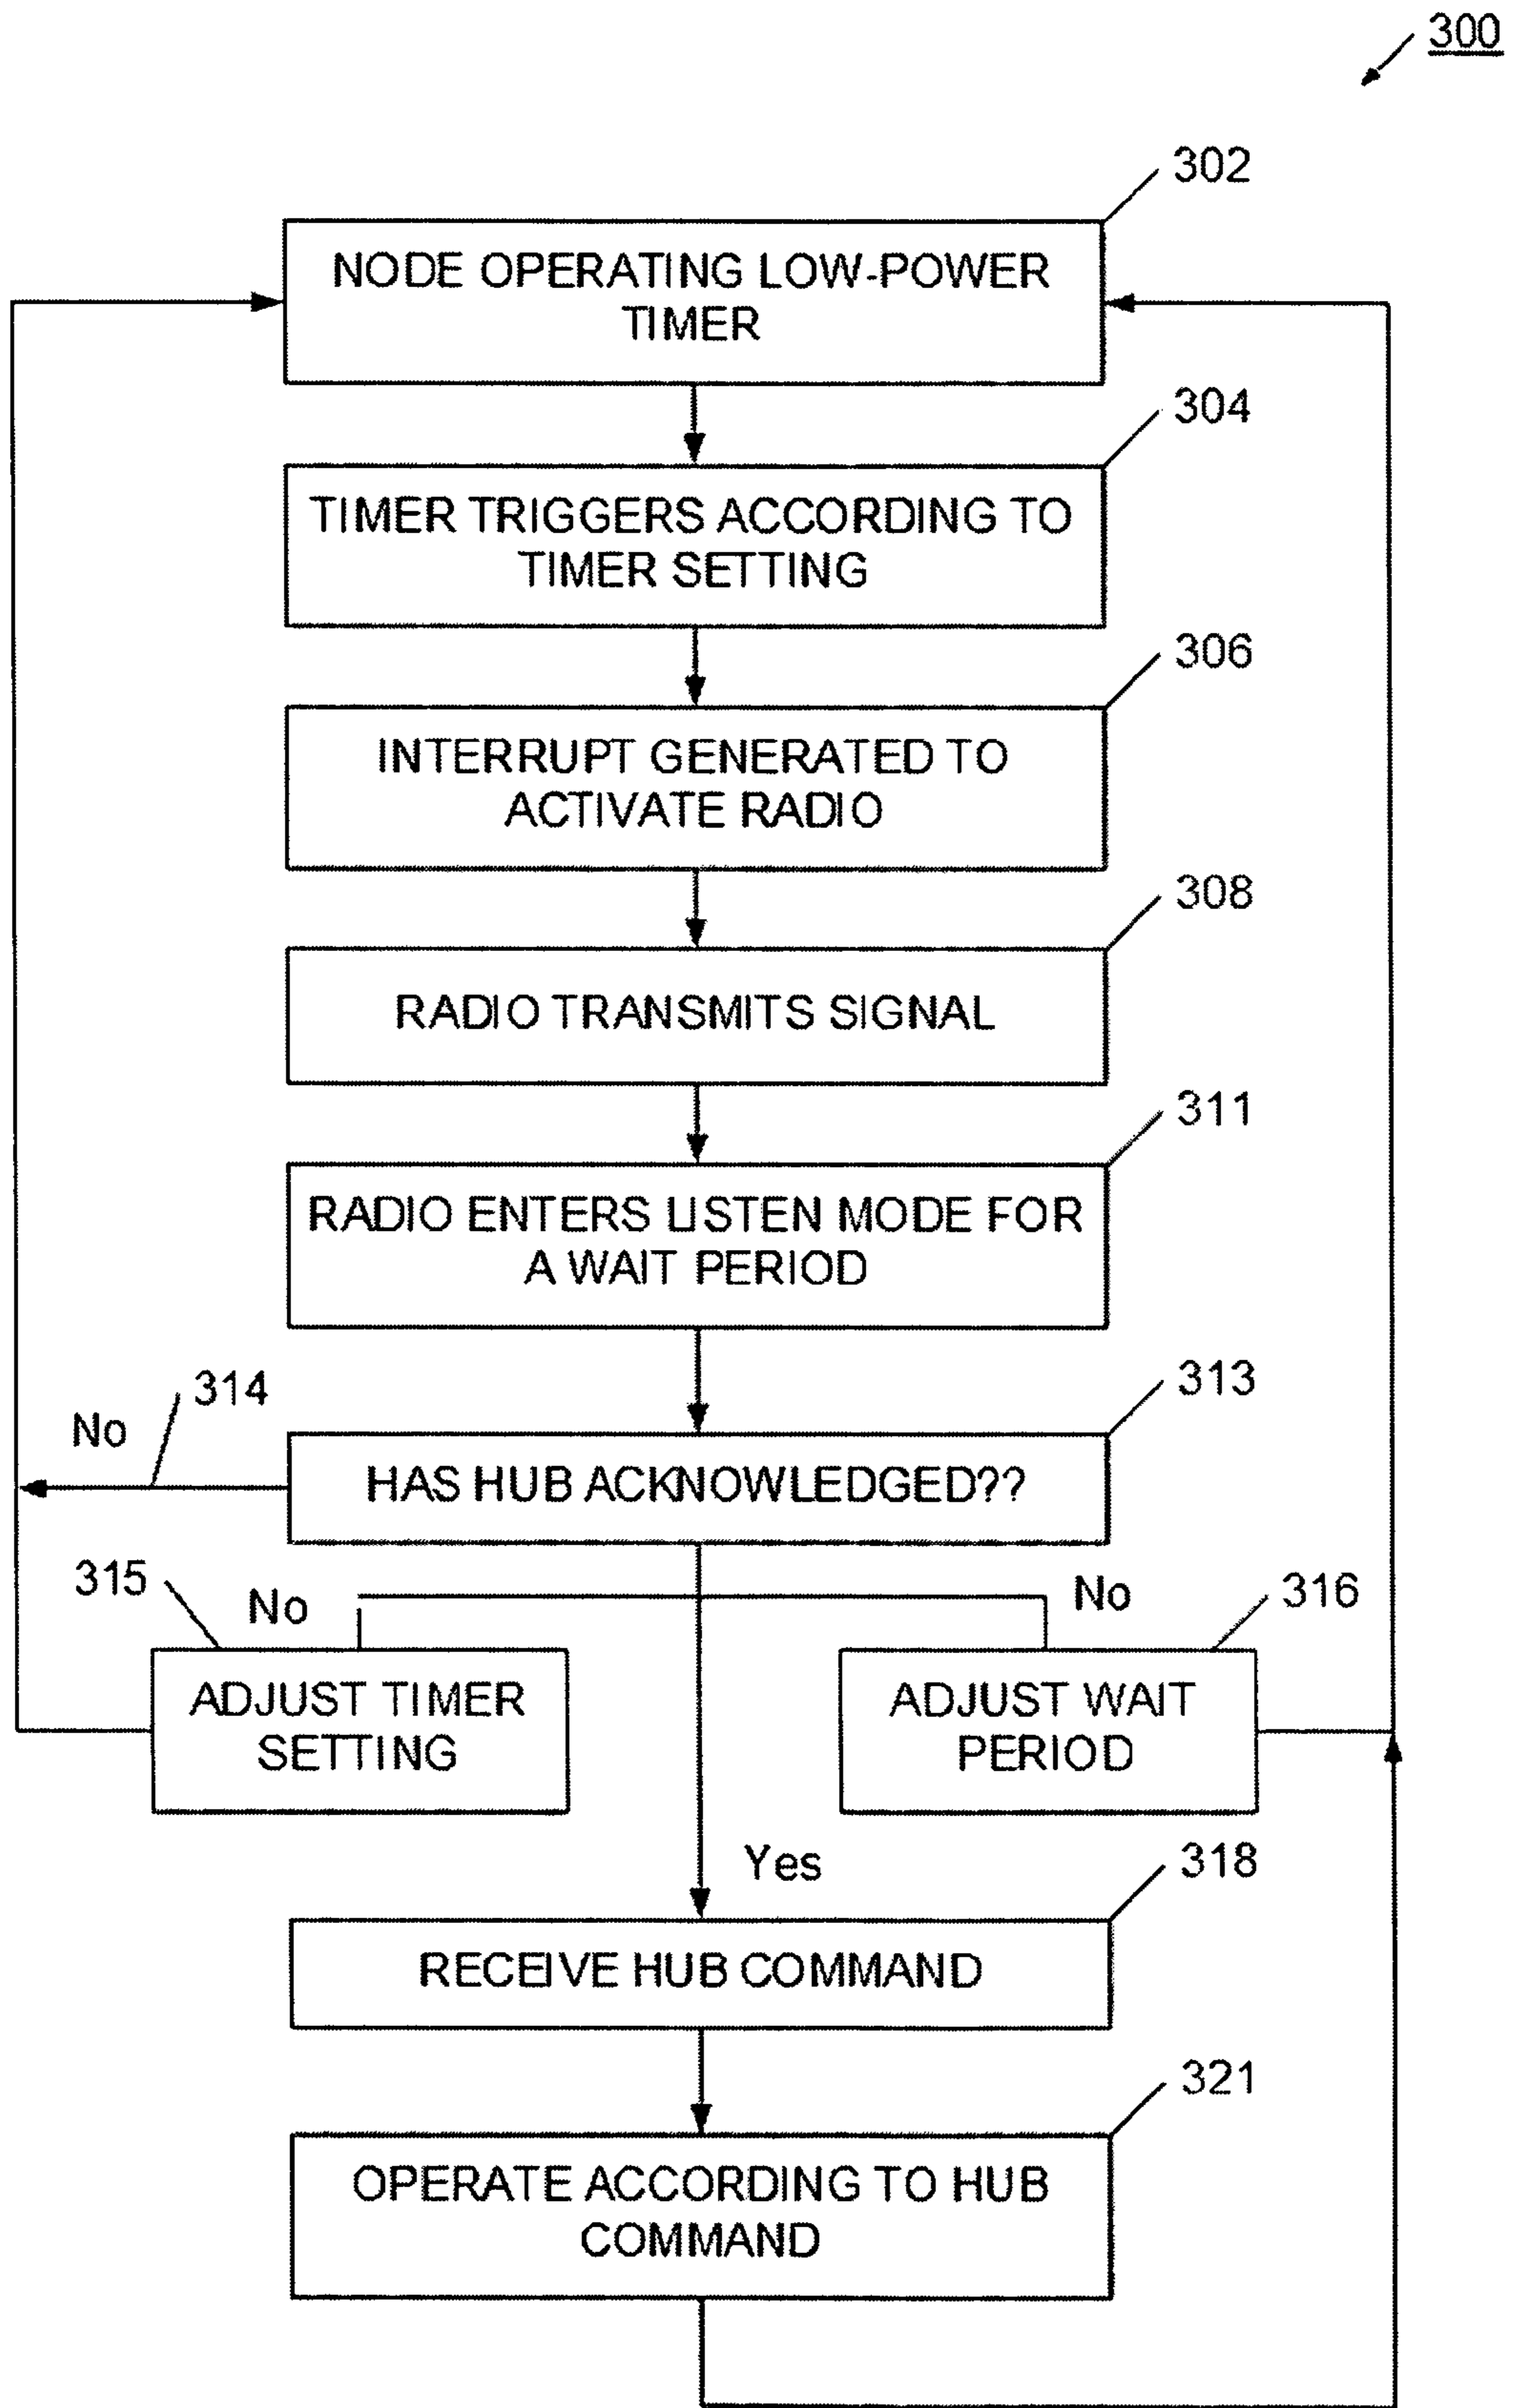 300
302
NODE OPERATING LOW-POWER
TIMER
304
TIMER TRIGGERS ACCORDING TO
TIMER SETTING
306
INTERRUPT GENERATED TO
ACTIVATE RADIO
308
RADIO TRANSMITS SIGNAL
311
RADIO ENTERS LISTEN MODE FOR
A WAIT PERIOD
313
314
No
HAS HUB ACKNOWLEDGED??
315
No
No
316
ADJUST TIMER
SETTING
ADJUST WAIT
PERIOD
Yes
318
RECEIVE HUB COMMAND
321
OPERATE ACCORDING TO HUB
COMMAND